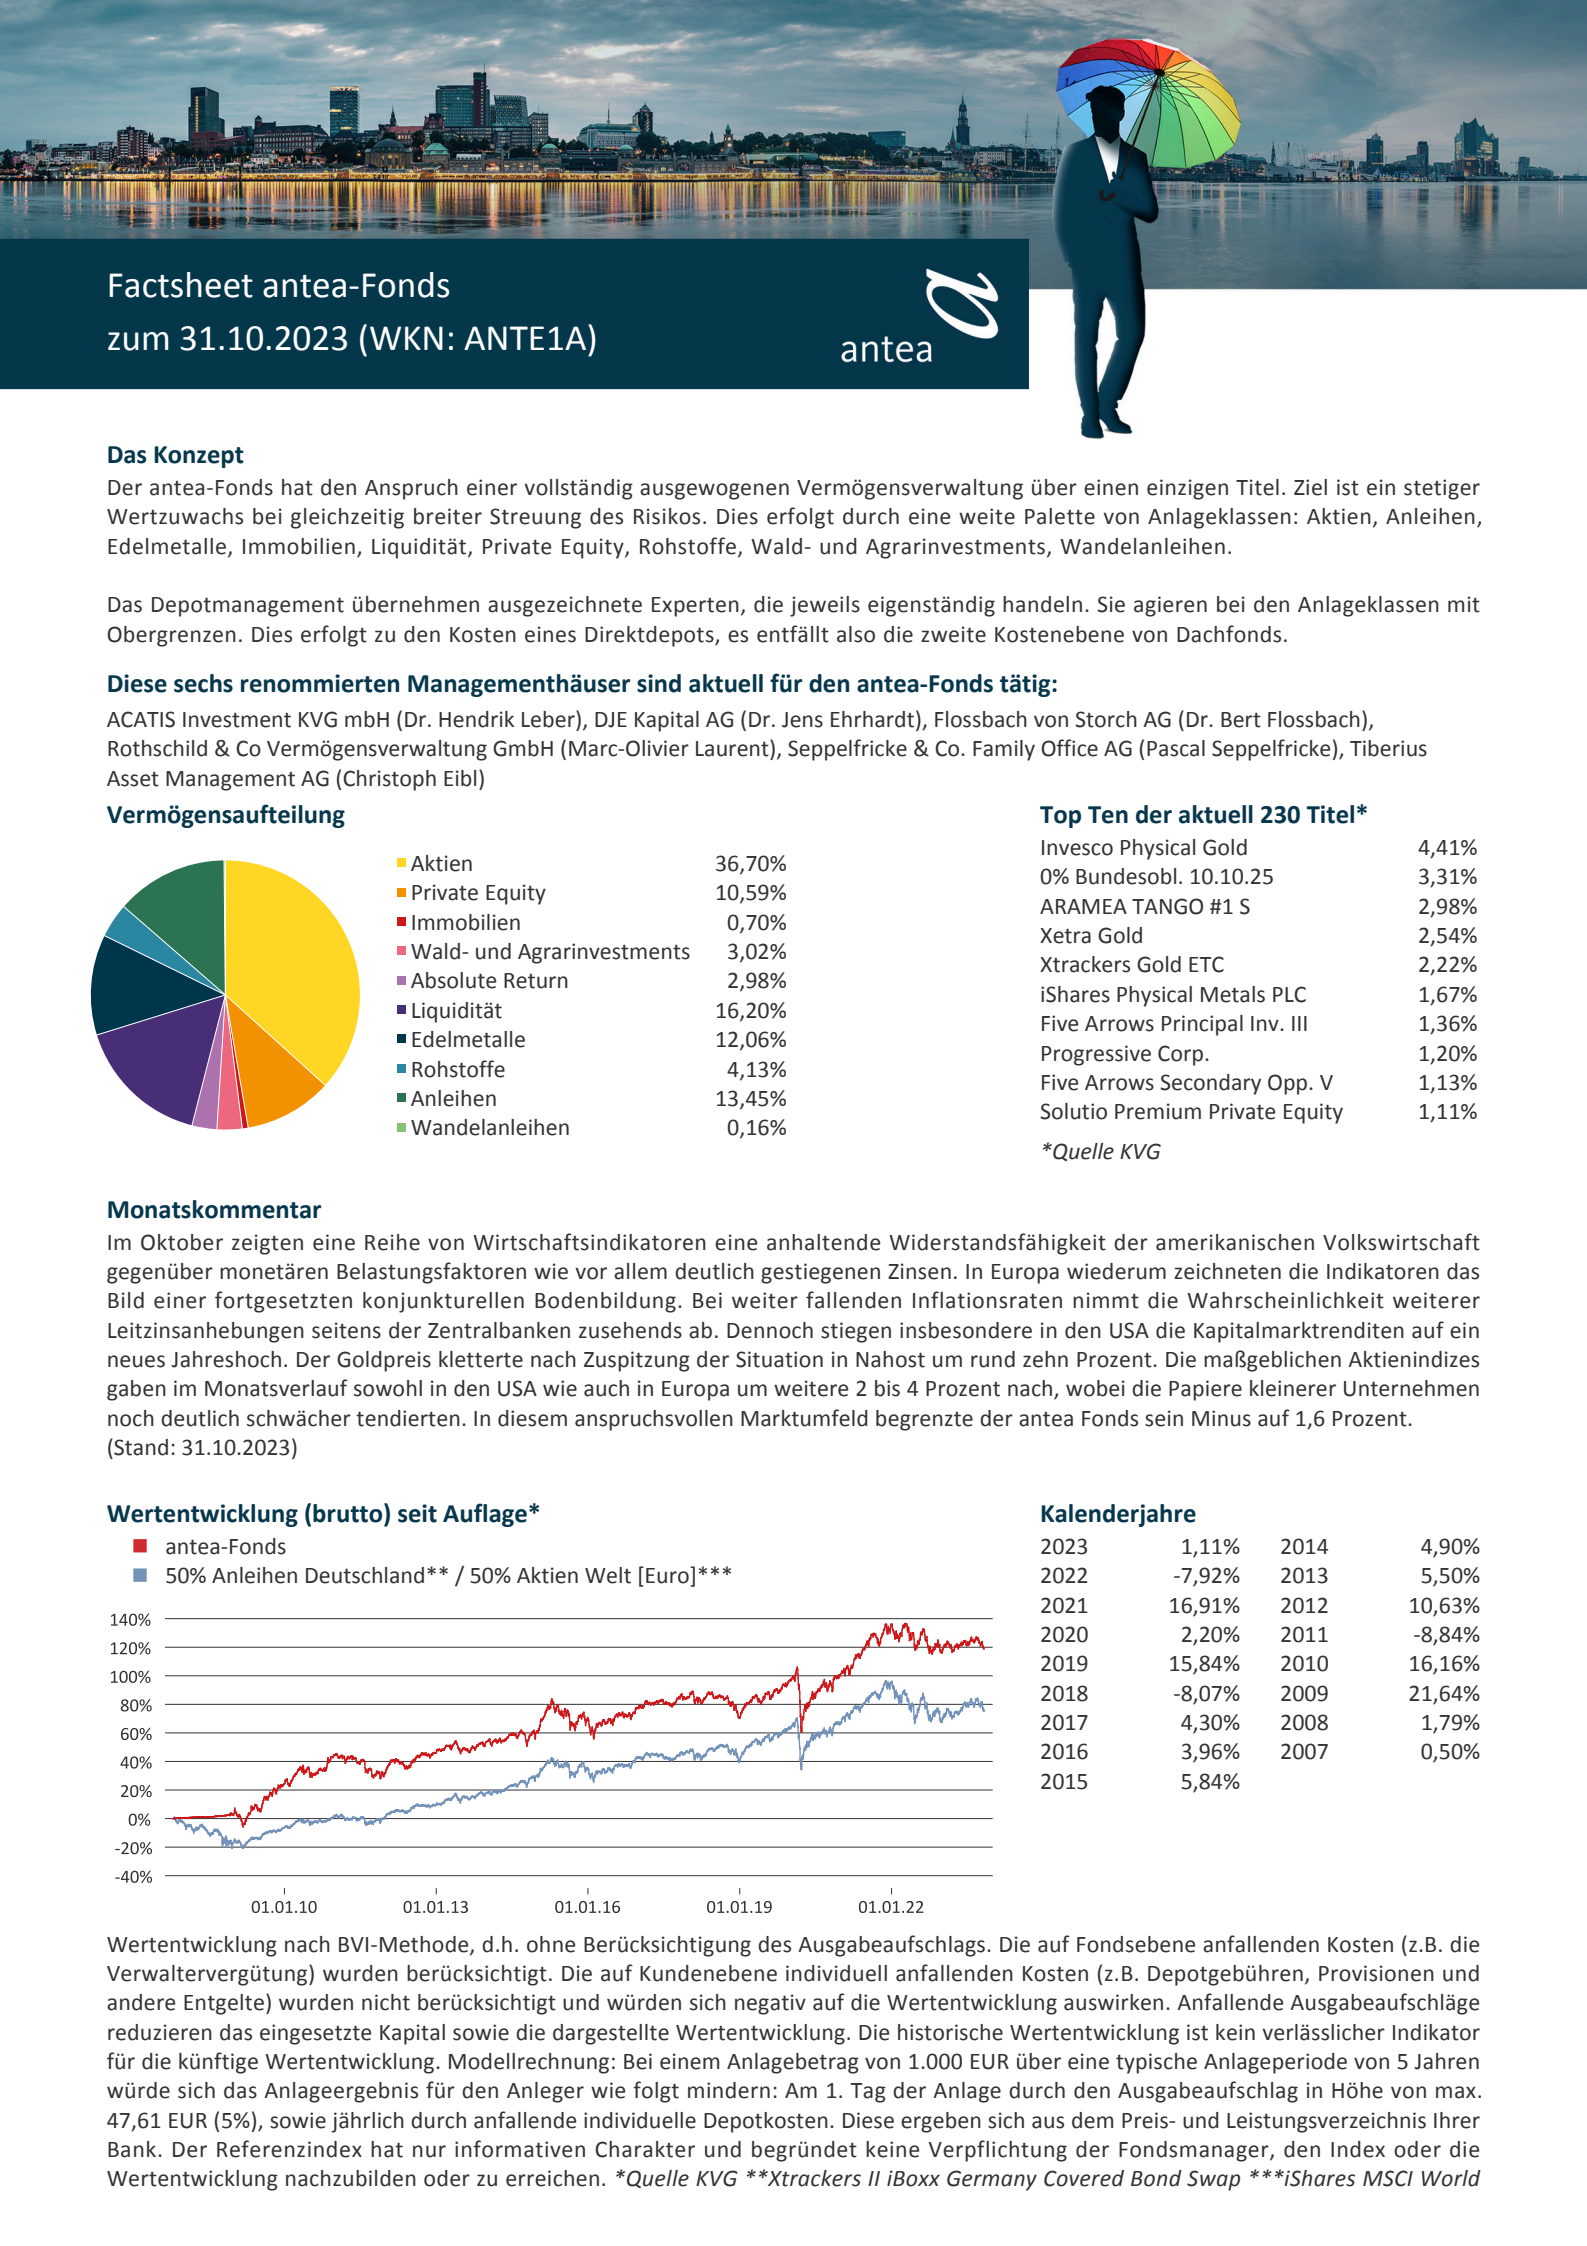 Factsheet antea-Fonds
zum 31.10.2023 (WKN: ANTE1A)
antea
Das Konzept
Der antea-Fonds hat den Anspruch einer vollständig ausgewogenen Vermögensverwaltung über einen einzigen Titel. Ziel ist ein stetiger
Wertzuwachs bei gleichzeitig breiter Streuung des Risikos. Dies erfolgt durch eine weite Palette von Anlageklassen: Aktien, Anleihen,
Edelmetalle, Immobilien, Liquidität, Private Equity, Rohstoffe, Wald- und Agrarinvestments, Wandelanleihen.
Das Depotmanagement übernehmen ausgezeichnete Experten, die jeweils eigenständig handeln. Sie agieren bei den Anlageklassen mit
Obergrenzen. Dies erfolgt zu den Kosten eines Direktdepots, es entfällt also die zweite Kostenebene von Dachfonds.
Diese sechs renommierten Managementhäuser sind aktuell für den antea-Fonds tätig:
ACATIS Investment KVG mbH (Dr. Hendrik Leber), DJE Kapital AG (Dr. Jens Ehrhardt), Flossbach von Storch AG (Dr. Bert Flossbach),
Rothschild & Co Vermögensverwaltung GmbH (Marc-Olivier Laurent), Seppelfricke & Co. Family Office AG (Pascal Seppelfricke), Tiberius
Asset Management AG (Christoph Eibl)
Vermögensaufteilung
Aktien 36,70%
Private Equity 10,59%
Immobilien 0,70%
Wald- und Agrarinvestments 3,02%
Absolute Return 2,98%
Liquidität 16,20%
Edelmetalle 12,06%
Rohstoffe 4,13%
Anleihen 13,45%
Wandelanleihen 0,16%
Top Ten der aktuell 230 Titel*
Invesco Physical Gold 4,41%
0% Bundesobl. 10.10.25 3,31%
ARAMEA TANGO #1 S 2,98%
Xetra Gold 2,54%
Xtrackers Gold ETC 2,22%
iShares Physical Metals PLC 1,67%
Five Arrows Principal Inv. III 1,36%
Progressive Corp. 1,20%
Five Arrows Secondary Opp. V 1,13%
Solutio Premium Private Equity 1,11%
*Quelle KVG
Monatskommentar
Im Oktober zeigten eine Reihe von Wirtschaftsindikatoren eine anhaltende Widerstandsfähigkeit der amerikanischen Volkswirtschaft
gegenüber monetären Belastungsfaktoren wie vor allem deutlich gestiegenen Zinsen. In Europa wiederum zeichneten die Indikatoren das
Bild einer fortgesetzten konjunkturellen Bodenbildung. Bei weiter fallenden Inflationsraten nimmt die Wahrscheinlichkeit weiterer
Leitzinsanhebungen seitens der Zentralbanken zusehends ab. Dennoch stiegen insbesondere in den USA die Kapitalmarktrenditen auf ein
neues Jahreshoch. Der Goldpreis kletterte nach Zuspitzung der Situation in Nahost um rund zehn Prozent. Die maßgeblichen Aktienindizes
gaben im Monatsverlauf sowohl in den USA wie auch in Europa um weitere 2 bis 4 Prozent nach, wobei die Papiere kleinerer Unternehmen
noch deutlich schwächer tendierten. In diesem anspruchsvollen Marktumfeld begrenzte der antea Fonds sein Minus auf 1,6 Prozent.
(Stand: 31.10.2023)
Wertentwicklung (brutto) seit Auflage*
antea-Fonds
50% Anleihen Deutschland** / 50% Aktien Welt [Euro]***
140%
120%
100%
80%
60%
40%
20%
0%
-20%
-40%
01.01.10 01.01.13 01.01.16 01.01.19 01.01.22
Kalenderjahre
2023 1,11% 2014 4,90%
2022 -7,92% 2013 5,50%
2021 16,91% 2012 10,63%
2020 2,20% 2011 -8,84%
2019 15,84% 2010 16,16%
2018 -8,07% 2009 21,64%
2017 4,30% 2008 1,79%
2016 3,96% 2007 0,50%
2015 5,84%
Wertentwicklung nach BVI-Methode, d.h. ohne Berücksichtigung des Ausgabeaufschlags. Die auf Fondsebene anfallenden Kosten (z.B. die
Verwaltervergütung) wurden berücksichtigt. Die auf Kundenebene individuell anfallenden Kosten (z.B. Depotgebühren, Provisionen und
andere Entgelte) wurden nicht berücksichtigt und würden sich negativ auf die Wertentwicklung auswirken. Anfallende Ausgabeaufschläge
reduzieren das eingesetzte Kapital sowie die dargestellte Wertentwicklung. Die historische Wertentwicklung ist kein verlässlicher Indikator
für die künftige Wertentwicklung. Modellrechnung: Bei einem Anlagebetrag von 1.000 EUR über eine typische Anlageperiode von 5 Jahren
würde sich das Anlageergebnis für den Anleger wie folgt mindern: Am 1. Tag der Anlage durch den Ausgabeaufschlag in Höhe von max.
47,61 EUR (5%), sowie jährlich durch anfallende individuelle Depotkosten. Diese ergeben sich aus dem Preis- und Leistungsverzeichnis Ihrer
Bank. Der Referenzindex hat nur informativen Charakter und begründet keine Verpflichtung der Fondsmanager, den Index oder die
Wertentwicklung nachzubilden oder zu erreichen. *Quelle KVG **Xtrackers II iBoxx Germany Covered Bond Swap ***iShares MSCI World